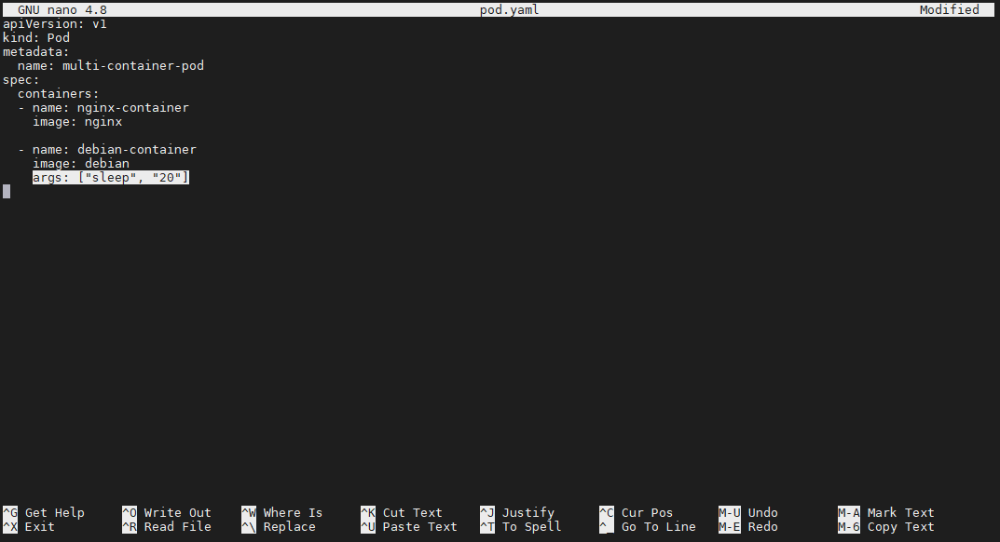 GNU nano 4.8 pod.yaml Modified
apiVersion: v1
kind: Pod
metadata:
  name: multi-container-pod
spec:
  containers:
  - name: nginx-container
    image: nginx

  - name: debian-container
    image: debian
    args: ["sleep", "20"]
^G Get Help ^O Write Out ^W Where Is ^K Cut Text ^J Justify ^C Cur Pos M-U Undo M-A Mark Text
^X Exit ^R Read File ^\ Replace ^U Paste Text ^T To Spell ^_ Go To Line M-E Redo M-6 Copy Text